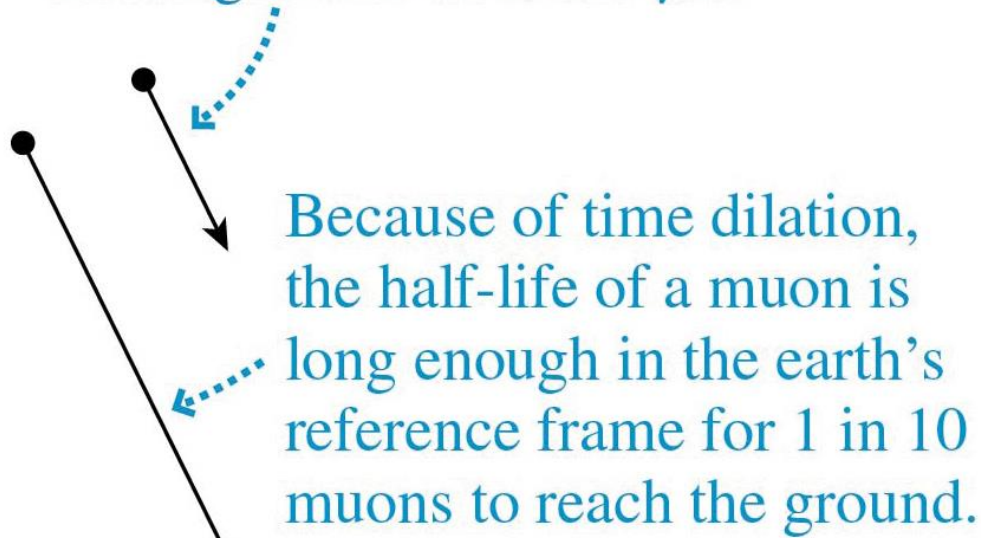 Because of time dilation,
the half-life of a muon is
long enough in the earth’s
reference frame for 1 in 10
muons to reach the ground.